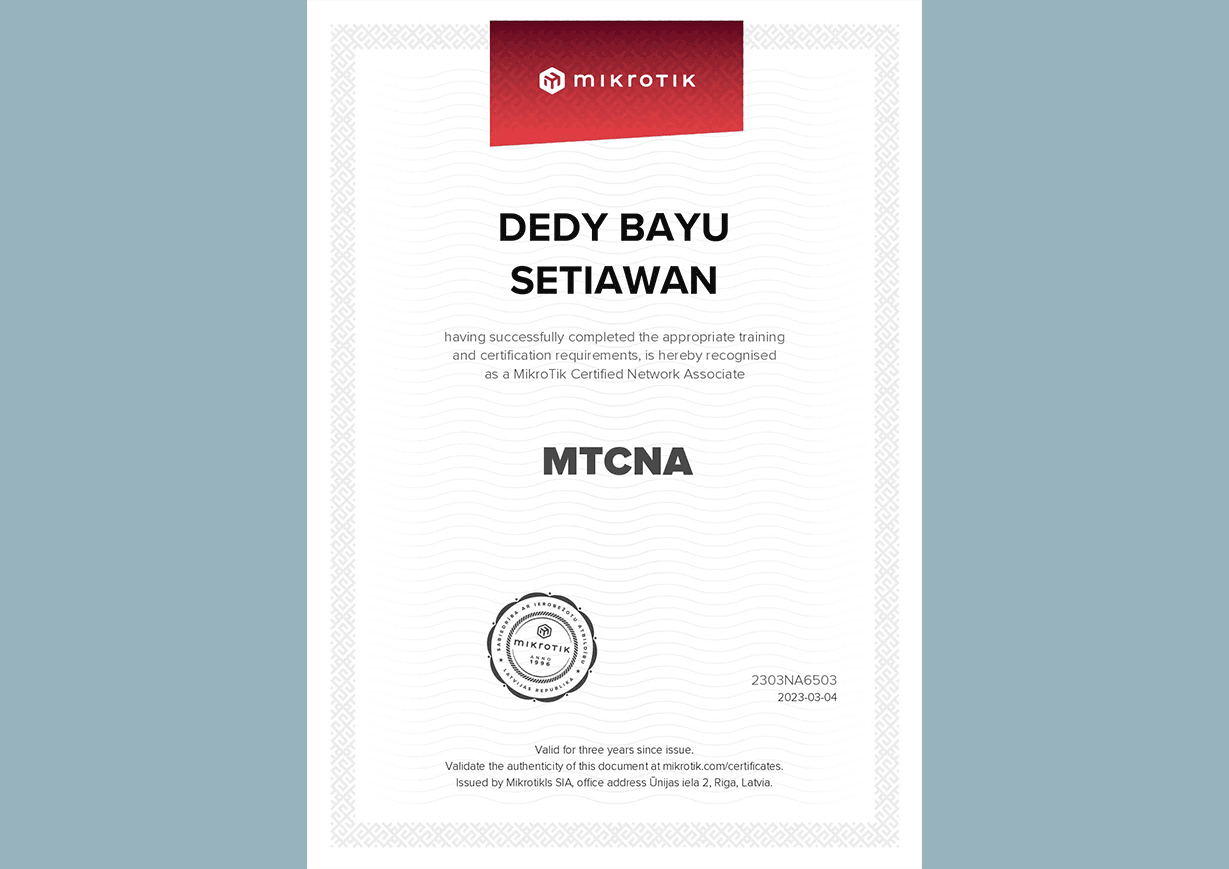 mikrotik
DEDY BAYU
SETIAWAN
having successfully completed the appropriate training
and certification requirements, is hereby recognised
as a MikroTik Certified Network Associate
MTCNA
SABIEDRĪBA AR IEROBEŽOTU ATBILDĪBU
mikrotik
ANNO
1996
LATVIJAS REPUBLIKA
2303NA6503
2023-03-04
Valid for three years since issue.
Validate the authenticity of this document at mikrotik.com/certificates.
Issued by Mikrotikls SIA, office address Ūnijas iela 2, Riga, Latvia.